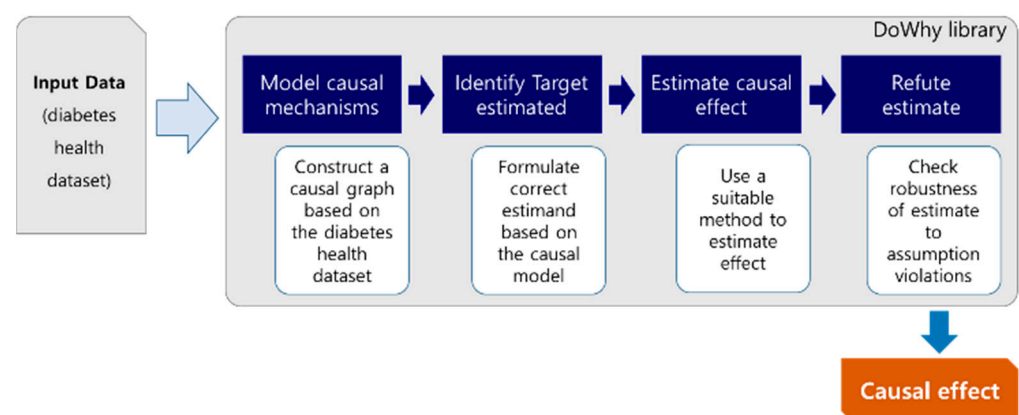 DoWhy library
Input Data
(diabetes
health
dataset)
Model causal
mechanisms
Identify Target
estimated
Estimate causal
effect
Refute
estimate
Construct a
causal graph
based on
the diabetes
health
dataset
Formulate
correct
estimand
based on
the causal
model
Use a
suitable
method to
estimate
effect
Check
robustness
of estimate
to
assumption
violations
Causal effect